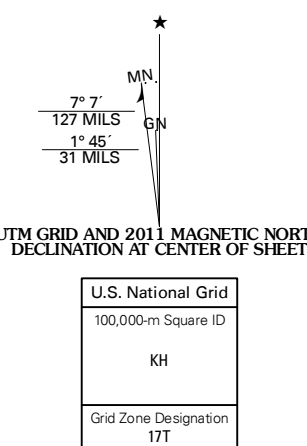 ★
MN
7° 7´
127 MILS
GN
1° 45´
31 MILS
UTM GRID AND 2011 MAGNETIC NORT
DECLINATION AT CENTER OF SHEET
U.S. National Grid
100,000-m Square ID
KH
Grid Zone Designation
17T